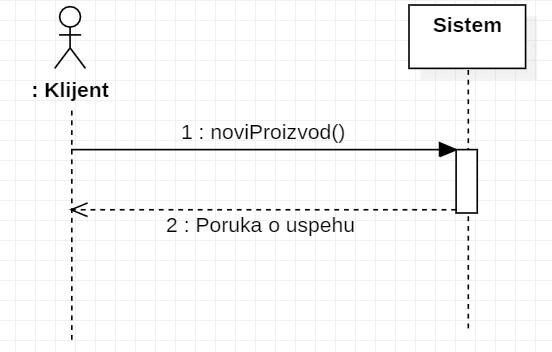 Sistem
: Klijent
1 : noviProizvod()
2 : Poruka o uspehu